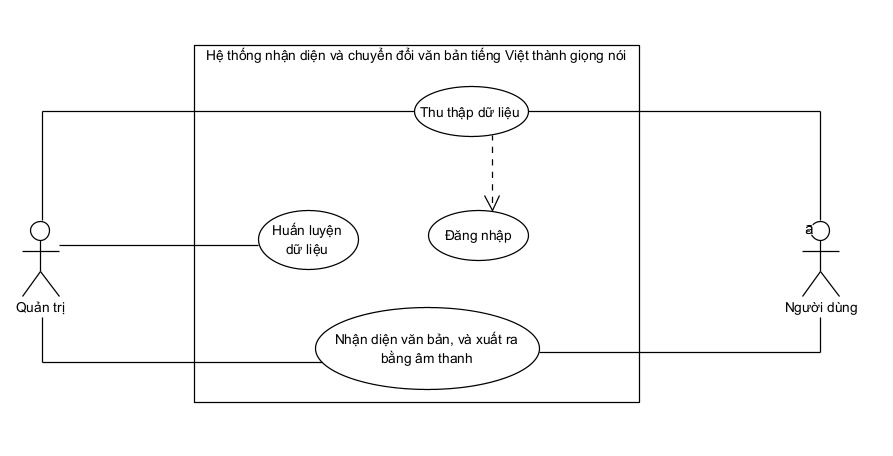 Hệ thống nhận diện và chuyển đổi văn bản tiếng Việt thành giọng nói
Thu thập dữ liệu
Huấn luyện
dữ liệu
Đăng nhập
a
Quản trị
Người dùng
Nhận diện văn bản, và xuất ra
bằng âm thanh